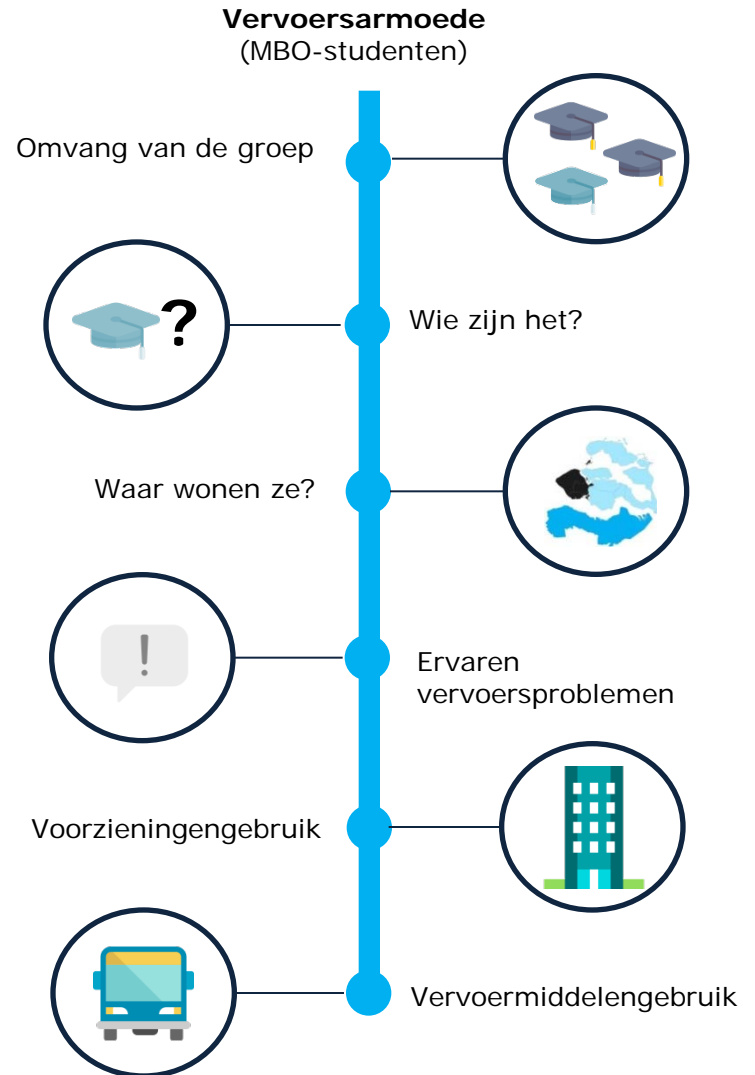 Vervoersarmoede
(MBO-studenten)
Omvang van de groep
?
Wie zijn het?
Waar wonen ze?
!
Ervaren
vervoersproblemen
Voorzieningengebruik
Vervoermiddelengebruik